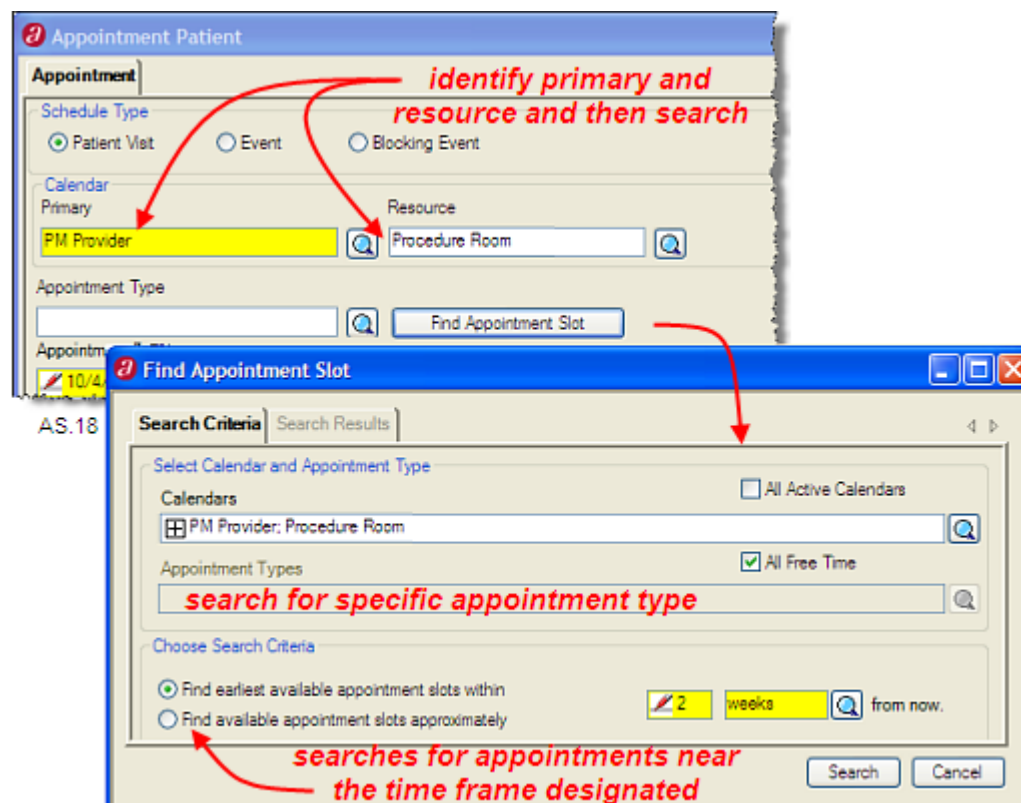 Appointment Patient
Appointment
identify primary and
resource and then search
Schedule Type
Patient Visit Event Blocking Event
Calendar
Primary Resource
PM Provider Procedure Room
Appointment Type
Find Appointment Slot
10/4/
AS.18
Find Appointment Slot
Search Criteria Search Results
Select Calendar and Appointment Type
Calendars All Active Calendars
PM Provider; Procedure Room
Appointment Types All Free Time
search for specific appointment type
Choose Search Criteria
Find earliest available appointment slots within 2 weeks from now.
Find available appointment slots approximately
searches for appointments near
the time frame designated
Search Cancel